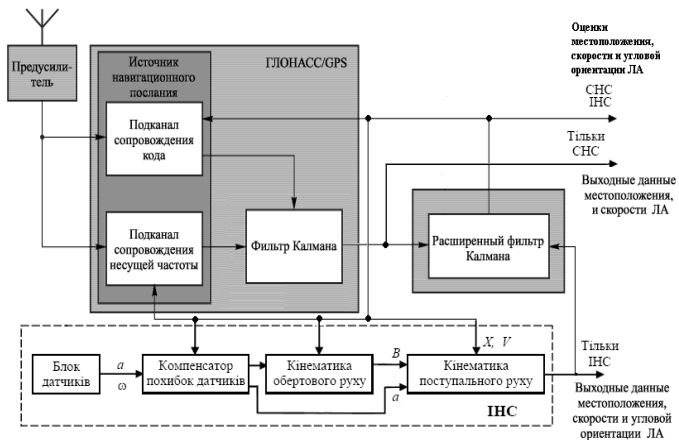 Оценки
местоположения,
скорости и угловой
ориентации ЛА
Предусили-
тель
Источник
навигационного
послания
ГЛОНАСС/GPS
СНС
ІНС
Подканал
сопровождения
кода
Тільки
СНС
Выходные данные
местоположения,
и скорости ЛА
Подканал
сопровождения
несущей частоты
Фильтр Калмана
Расширенный фильтр
Калмана
X, V
Тільки
ІНС
Блок
датчиків
a
ω
Компенсатор
похибок датчиків
Кінематика
обертового руху
B
a
Кінематика
поступального руху
ІНС
Выходные данные
местоположения,
скорости и угловой
ориентации ЛА